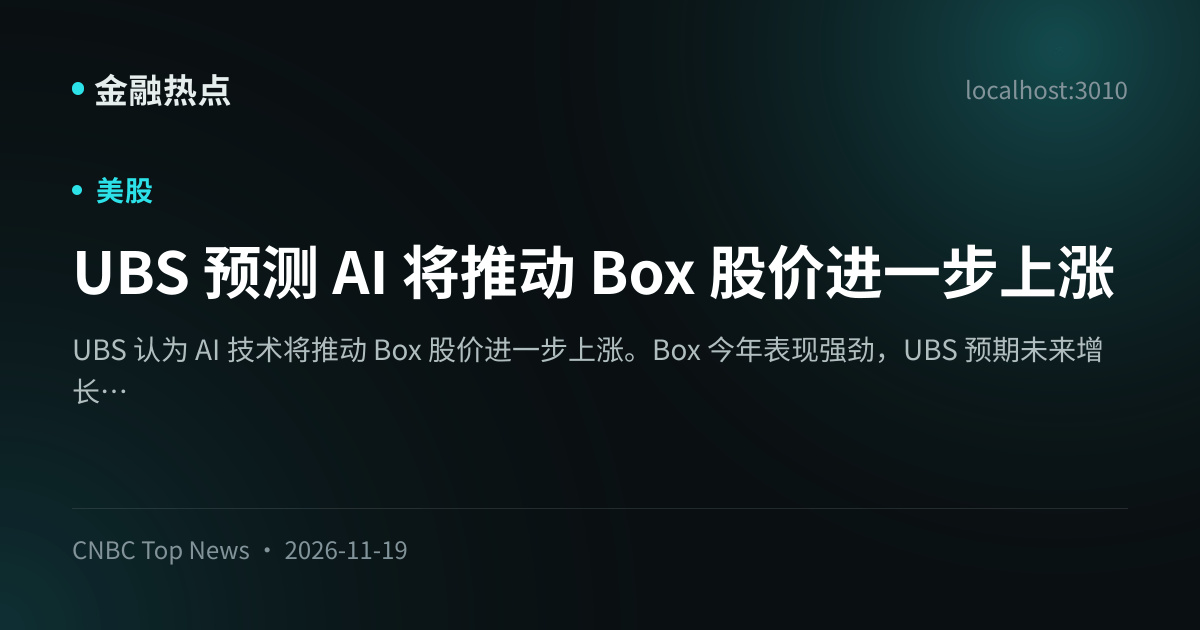 金融热点
localhost:3010
美股
UBS 预测 AI 将推动 Box 股价进一步上涨
UBS 认为 AI 技术将推动 Box 股价进一步上涨。Box 今年表现强劲，UBS 预期未来增
长…
CNBC Top News • 2026-11-19